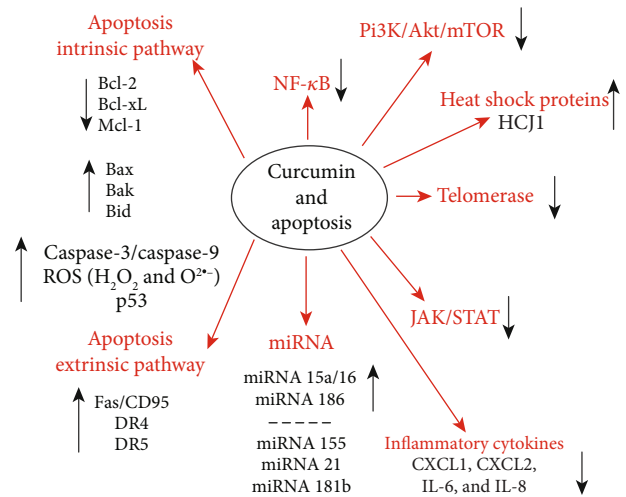 Apoptosis
intrinsic pathway
Bcl-2
Bcl-xL
Mcl-1
Bax
Bak
Bid
Caspase-3/caspase-9
ROS (H₂O₂ and O²•⁻)
p53
Apoptosis
extrinsic pathway
Fas/CD95
DR4
DR5
NF-κB
Curcumin
and
apoptosis
miRNA
miRNA 15a/16
miRNA 186
-----
miRNA 155
miRNA 21
miRNA 181b
Pi3K/Akt/mTOR
Heat shock proteins
HCJ1
Telomerase
JAK/STAT
Inflammatory cytokines
CXCL1, CXCL2,
IL-6, and IL-8